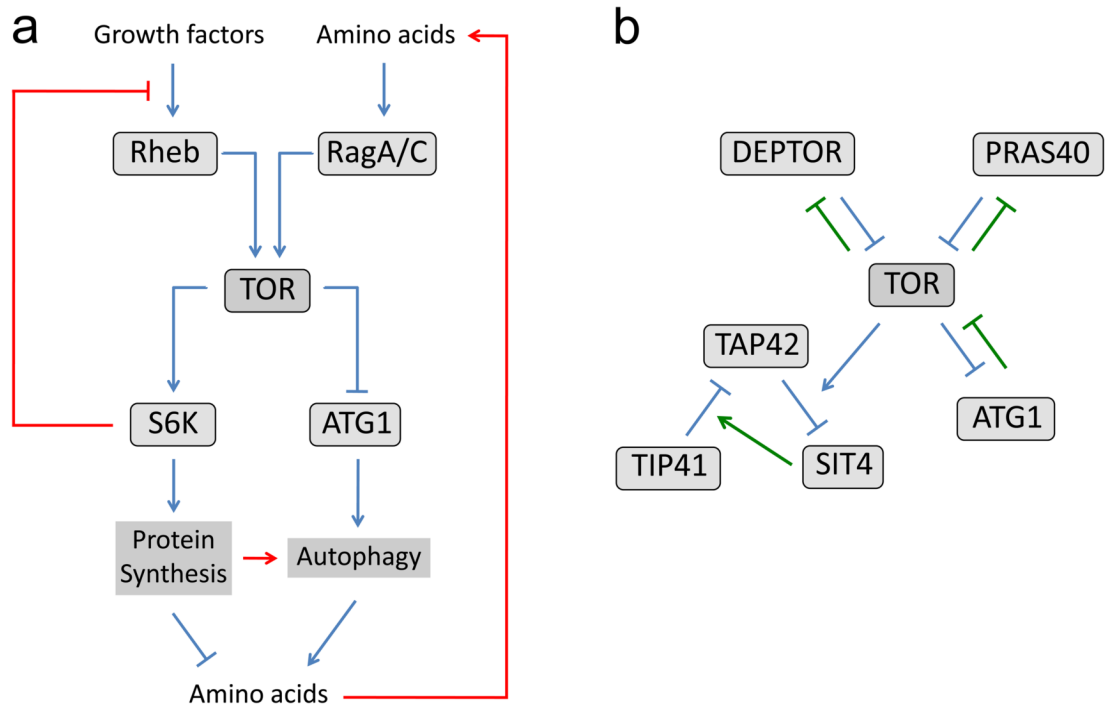 a
Growth factors
Amino acids
Rheb
RagA/C
TOR
S6K
ATG1
Protein
Synthesis
Autophagy
Amino acids
b
DEPTOR
PRAS40
TOR
TAP42
ATG1
TIP41
SIT4